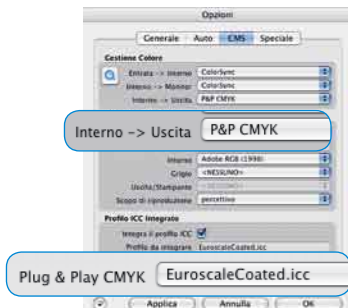 Opzioni
Generale Auto CMS Speciale
Gestione Colore
Entrata -> Interno ColorSync
Interno -> Monitor ColorSync
Interno -> Uscita P&P CMYK
Interno -> Uscita P&P CMYK
Interno Adobe RGB (1998)
Grigio <NESSUNO>
Uscita/Stampante <NESSUNO>
Scopo di riproduzione percettivo
Profilo ICC Integrato
Integra il profilo ICC
Profilo da integrare EuroscaleCoated.icc
Plug & Play CMYK EuroscaleCoated.icc
? Applica Annulla OK